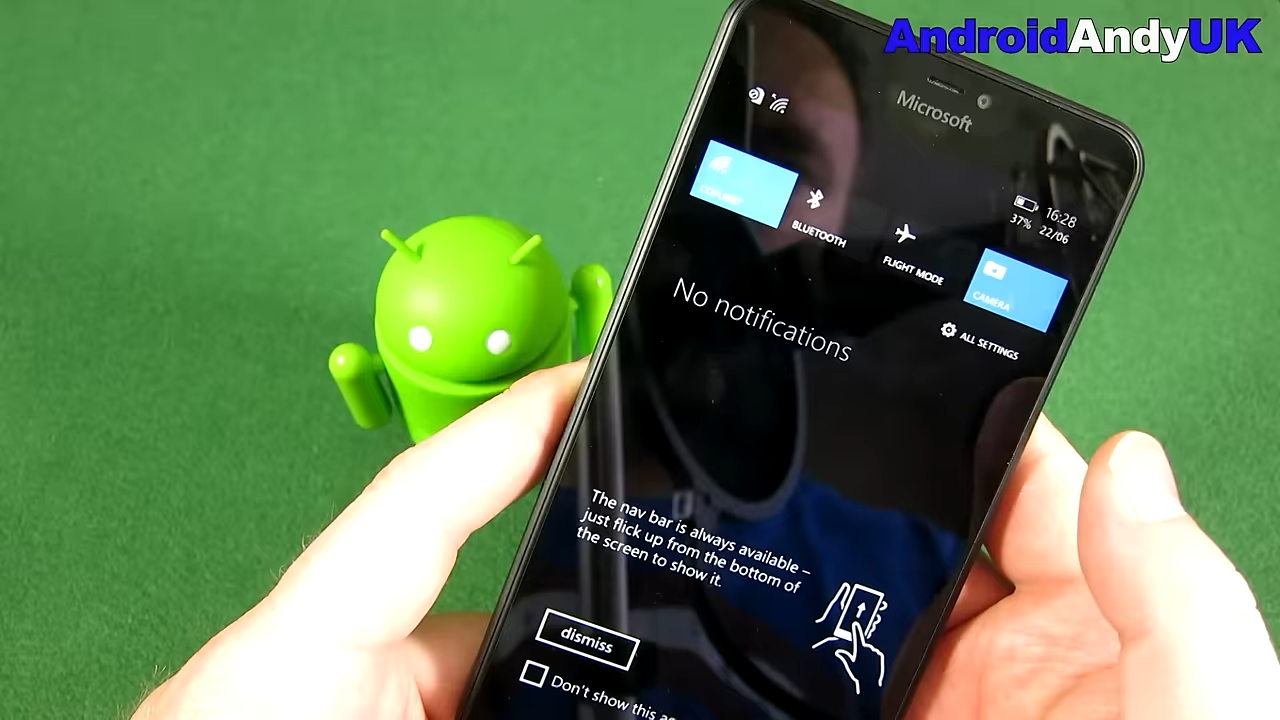 AndroidAndyUK
Microsoft
16:28
37% 22/06
BLUETOOTH
FLIGHT MODE
CAMERA
ALL SETTINGS
No notifications
The nav bar is always available –
just flick up from the bottom of
the screen to show it.
dismiss
Don't show this